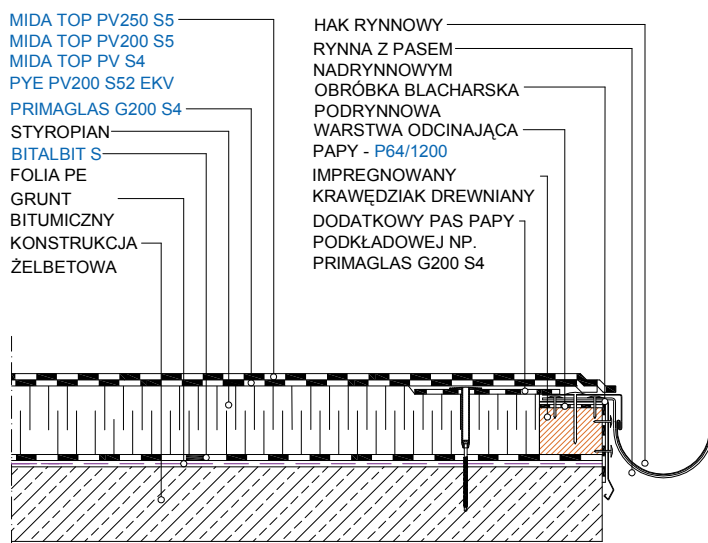 MIDA TOP PV250 S5
MIDA TOP PV200 S5
MIDA TOP PV S4
PYE PV200 S52 EKV
PRIMAGLAS G200 S4
STYROPIAN
BITALBIT S
FOLIA PE
GRUNT
BITUMICZNY
KONSTRUKCJA
ŻELBETOWA
HAK RYNNOWY
RYNNA Z PASEM
NADRYNNOWYM
OBRÓBKA BLACHARSKA
PODRYNNOWA
WARSTWA ODCINAJĄCA
PAPY - P64/1200
IMPREGNOWANY
KRAWĘDZIAK DREWNIANY
DODATKOWY PAS PAPY
PODKŁADOWEJ NP.
PRIMAGLAS G200 S4